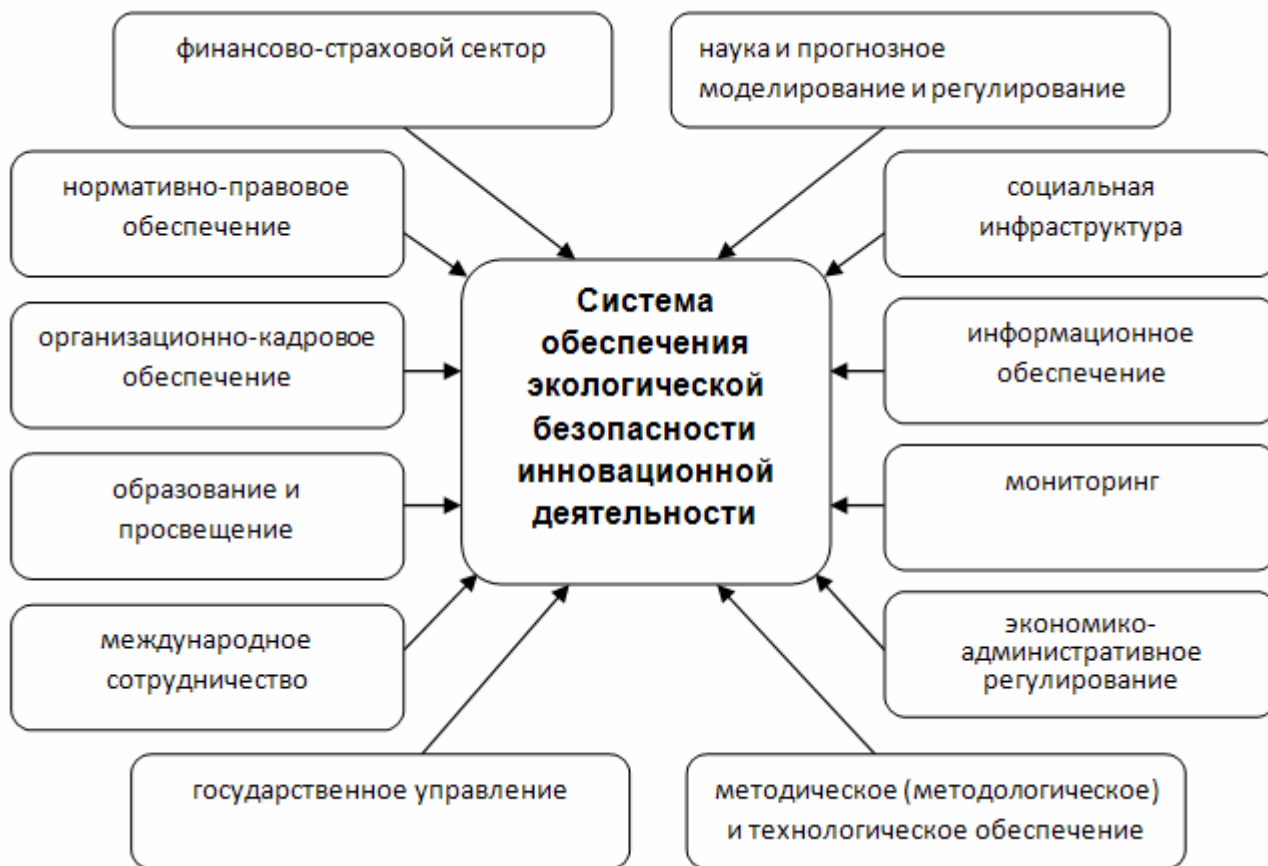 финансово-страховой сектор
наука и прогнозное
моделирование и регулирование
нормативно-правовое
обеспечение
социальная
инфраструктура
организационно-кадровое
обеспечение
Система
обеспечения
экологической
безопасности
инновационной
деятельности
информационное
обеспечение
образование и
просвещение
мониторинг
международное
сотрудничество
экономико-
административное
регулирование
государственное управление
методическое (методологическое)
и технологическое обеспечение